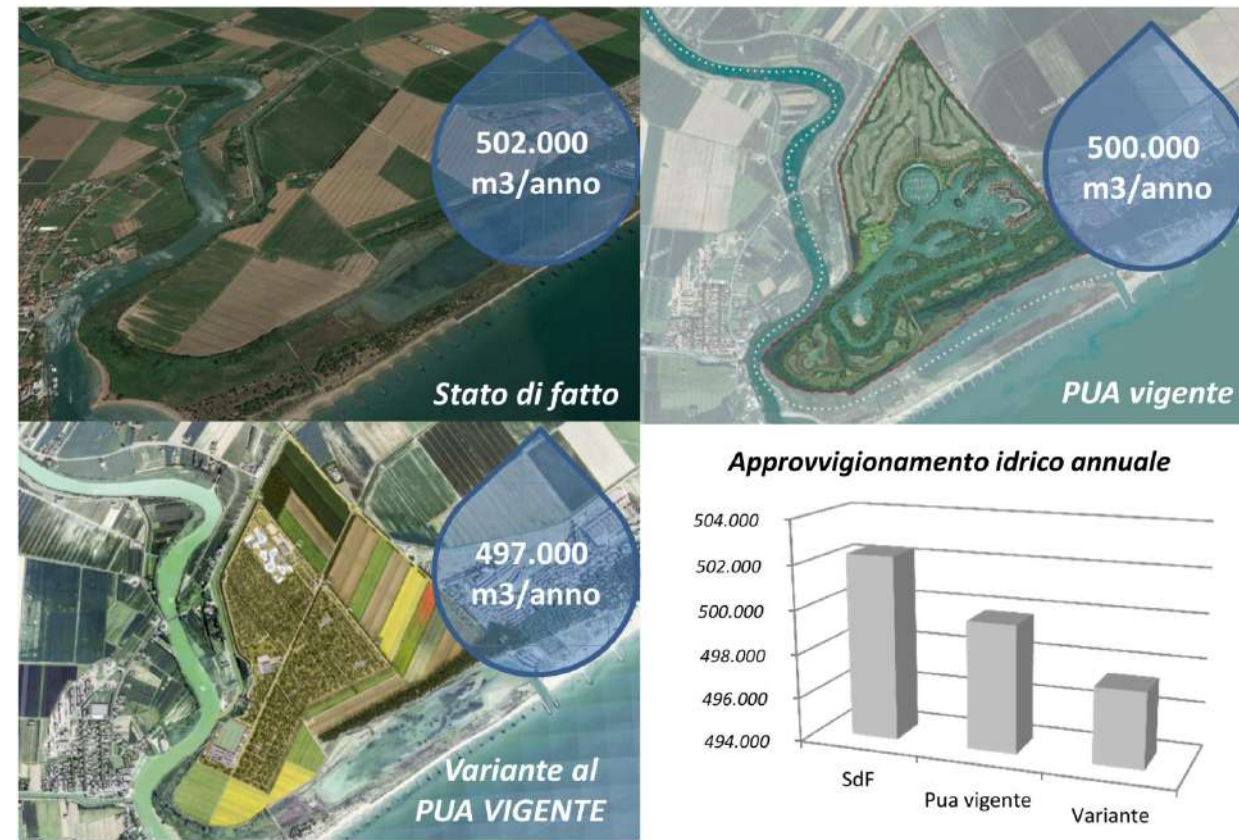 502.000
m3/anno
Stato di fatto
500.000
m3/anno
PUA vigente
497.000
m3/anno
Variante al
PUA VIGENTE
Approvvigionamento idrico annuale
504.000
502.000
500.000
498.000
496.000
494.000
SdF
Pua vigente
Variante